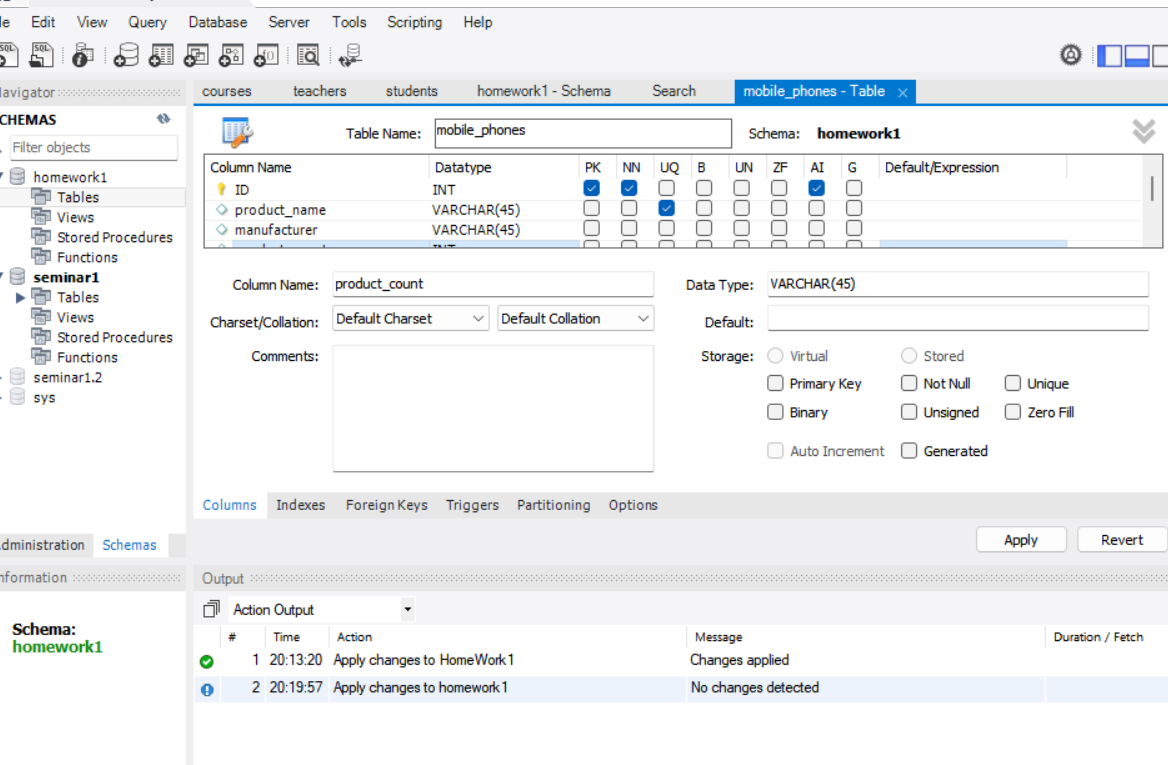 le Edit View Query Database Server Tools Scripting Help
SQL SQL
Navigator
SCHEMAS
Filter objects
homework1
Tables
Views
Stored Procedures
Functions
seminar1
Tables
Views
Stored Procedures
Functions
seminar1.2
sys
Administration Schemas
Information
Schema:
homework1
courses teachers students homework1 - Schema Search mobile_phones - Table
Table Name: mobile_phones Schema: homework1
Column Name Datatype PK NN UQ B UN ZF AI G Default/Expression
ID INT
product_name VARCHAR(45)
manufacturer VARCHAR(45)
INT
Column Name: product_count Data Type: VARCHAR(45)
Charset/Collation: Default Charset Default Collation Default:
Comments: Storage: Virtual Stored
Primary Key Not Null Unique
Binary Unsigned Zero Fill
Auto Increment Generated
Columns Indexes Foreign Keys Triggers Partitioning Options
Apply Revert
Output
Action Output
# Time Action Message Duration / Fetch
1 20:13:20 Apply changes to HomeWork1 Changes applied
2 20:19:57 Apply changes to homework1 No changes detected